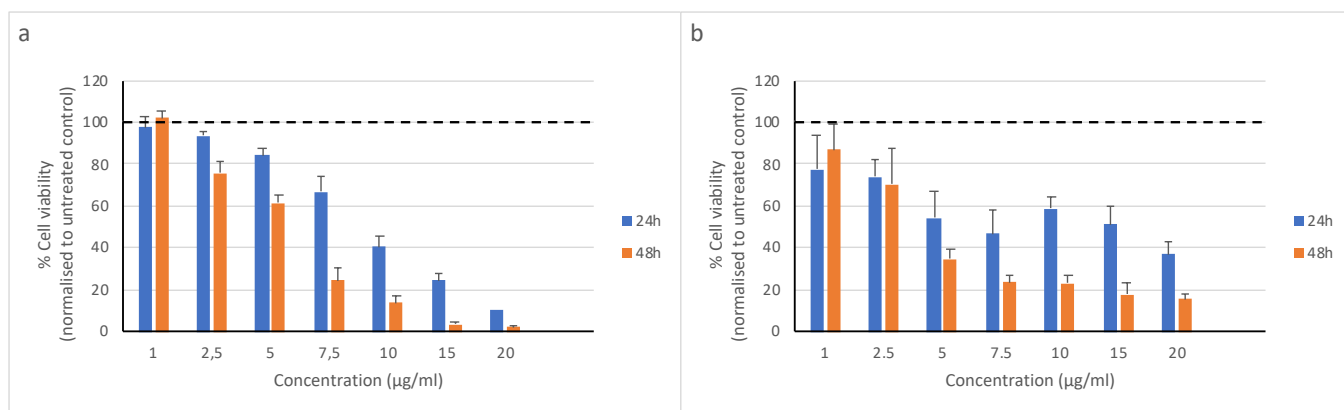 a
% Cell viability
(normalised to untreated control)
120
100
80
60
40
20
0
1 2,5 5 7,5 10 15 20
Concentration (µg/ml)
24h
48h
b
% Cell viability
(normalised to untreated control)
120
100
80
60
40
20
0
1 2.5 5 7.5 10 15 20
Concentration (µg/ml)
24h
48h